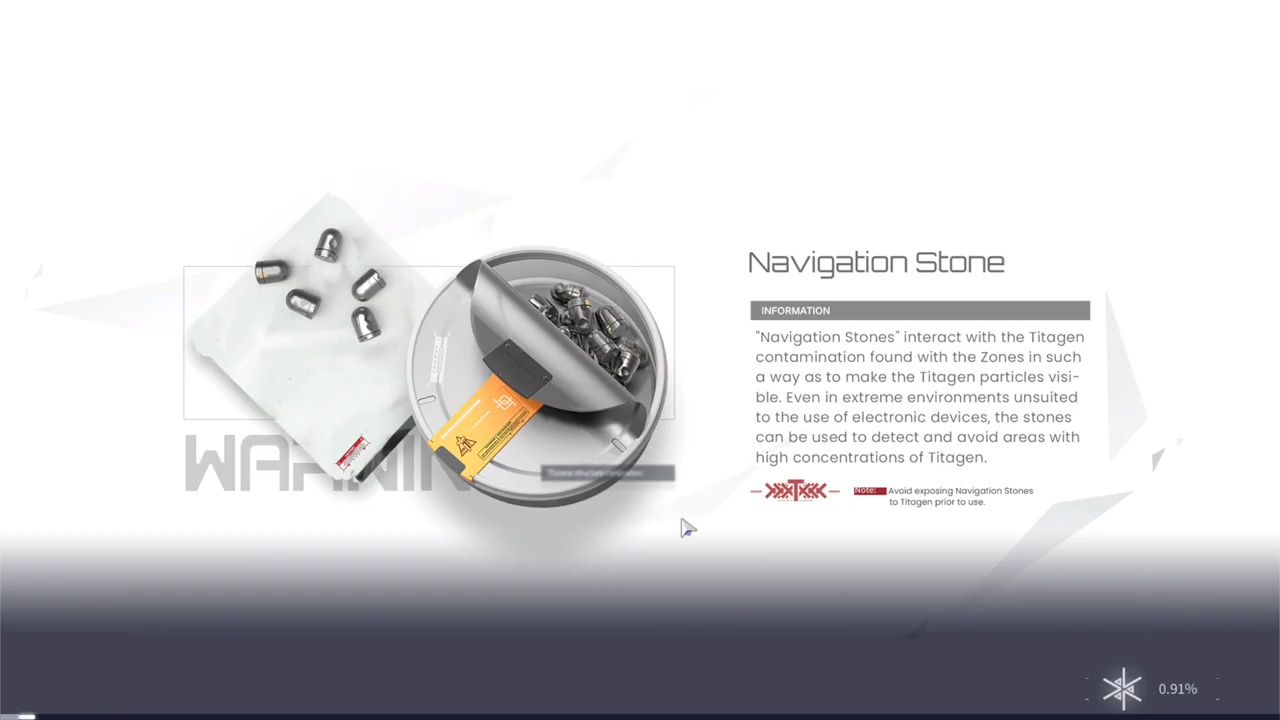 Navigation Stone
INFORMATION
"Navigation Stones" interact with the Titagen
contamination found with the Zones in such
a way as to make the Titagen particles visi-
ble. Even in extreme environments unsuited
to the use of electronic devices, the stones
can be used to detect and avoid areas with
high concentrations of Titagen.
Note: Avoid exposing Navigation Stones
to Titagen prior to use.
WARNIN
0.91%